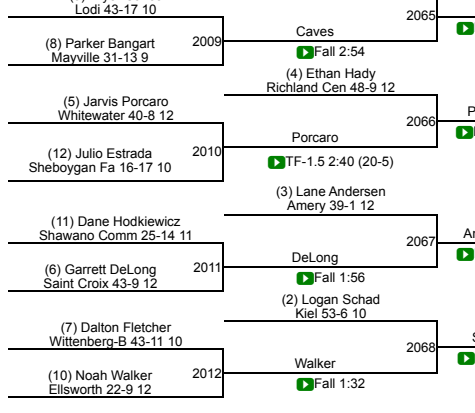 Lodi 43-17 10
2065
(8) Parker Bangart
Mayville 31-13 9
2009
Caves
Fall 2:54
(4) Ethan Hady
Richland Cen 48-9 12
(5) Jarvis Porcaro
Whitewater 40-8 12
2066
P
Porcaro
(12) Julio Estrada
Sheboygan Fa 16-17 10
2010
TF-1.5 2:40 (20-5)
(3) Lane Andersen
Amery 39-1 12
(11) Dane Hodkiewicz
Shawano Comm 25-14 11
2067
An
DeLong
(6) Garrett DeLong
Saint Croix 43-9 12
2011
Fall 1:56
(2) Logan Schad
Kiel 53-6 10
(7) Dalton Fletcher
Wittenberg-B 43-11 10
2068
S
Walker
(10) Noah Walker
Ellsworth 22-9 12
2012
Fall 1:32